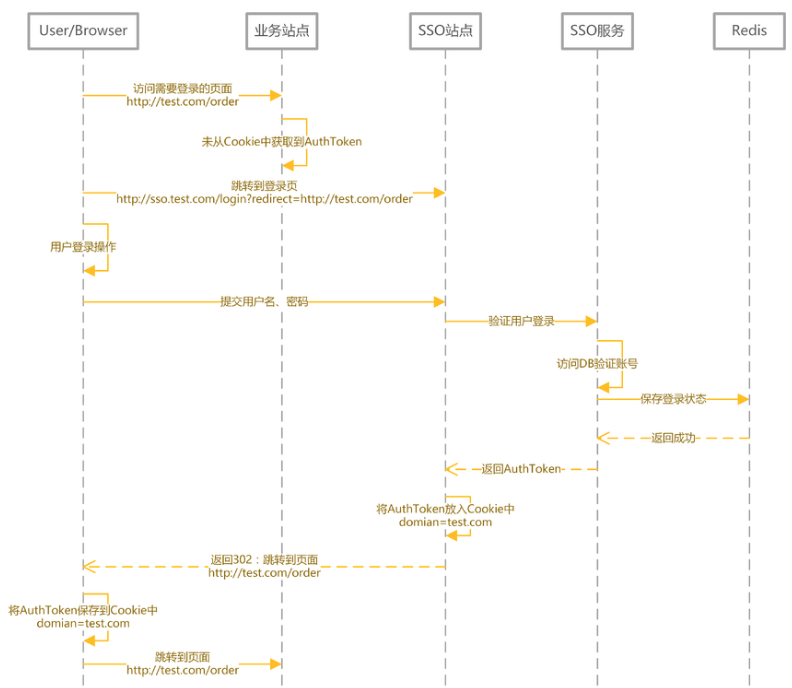 User/Browser
业务站点
SSO站点
SSO服务
Redis
访问需要登录的页面
http://test.com/order
未从Cookie中获取到AuthToken
跳转到登录页
http://sso.test.com/login?redirect=http://test.com/order
用户登录操作
提交用户名、密码
验证用户登录
访问DB验证账号
保存登录状态
返回成功
返回AuthToken
将AuthToken放入Cookie中
domian=test.com
返回302：跳转到页面
http://test.com/order
将AuthToken保存到Cookie中
domian=test.com
跳转到页面
http://test.com/order